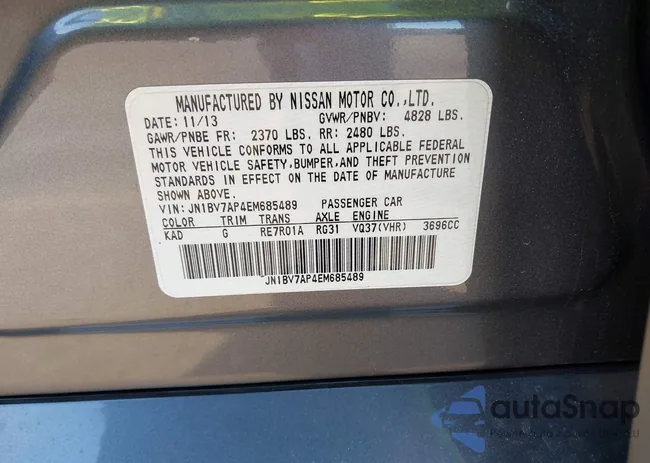 MANUFACTURED BY NISSAN MOTOR CO.,LTD.
DATE: 11/13 GVWR/PNBV: 4828 LBS.
GAWR/PNBE FR: 2370 LBS. RR: 2480 LBS.
THIS VEHICLE CONFORMS TO ALL APPLICABLE FEDERAL
MOTOR VEHICLE SAFETY,BUMPER,AND THEFT PREVENTION
STANDARDS IN EFFECT ON THE DATE OF MANUFACTURE
SHOWN ABOVE.
VIN: JN1BV7AP4EM685489 PASSENGER CAR
COLOR TRIM TRANS AXLE ENGINE
KAD G RE7R01A RG31 VQ37(VHR) 3696CC
JN1BV7AP4EM685489
autoSnap